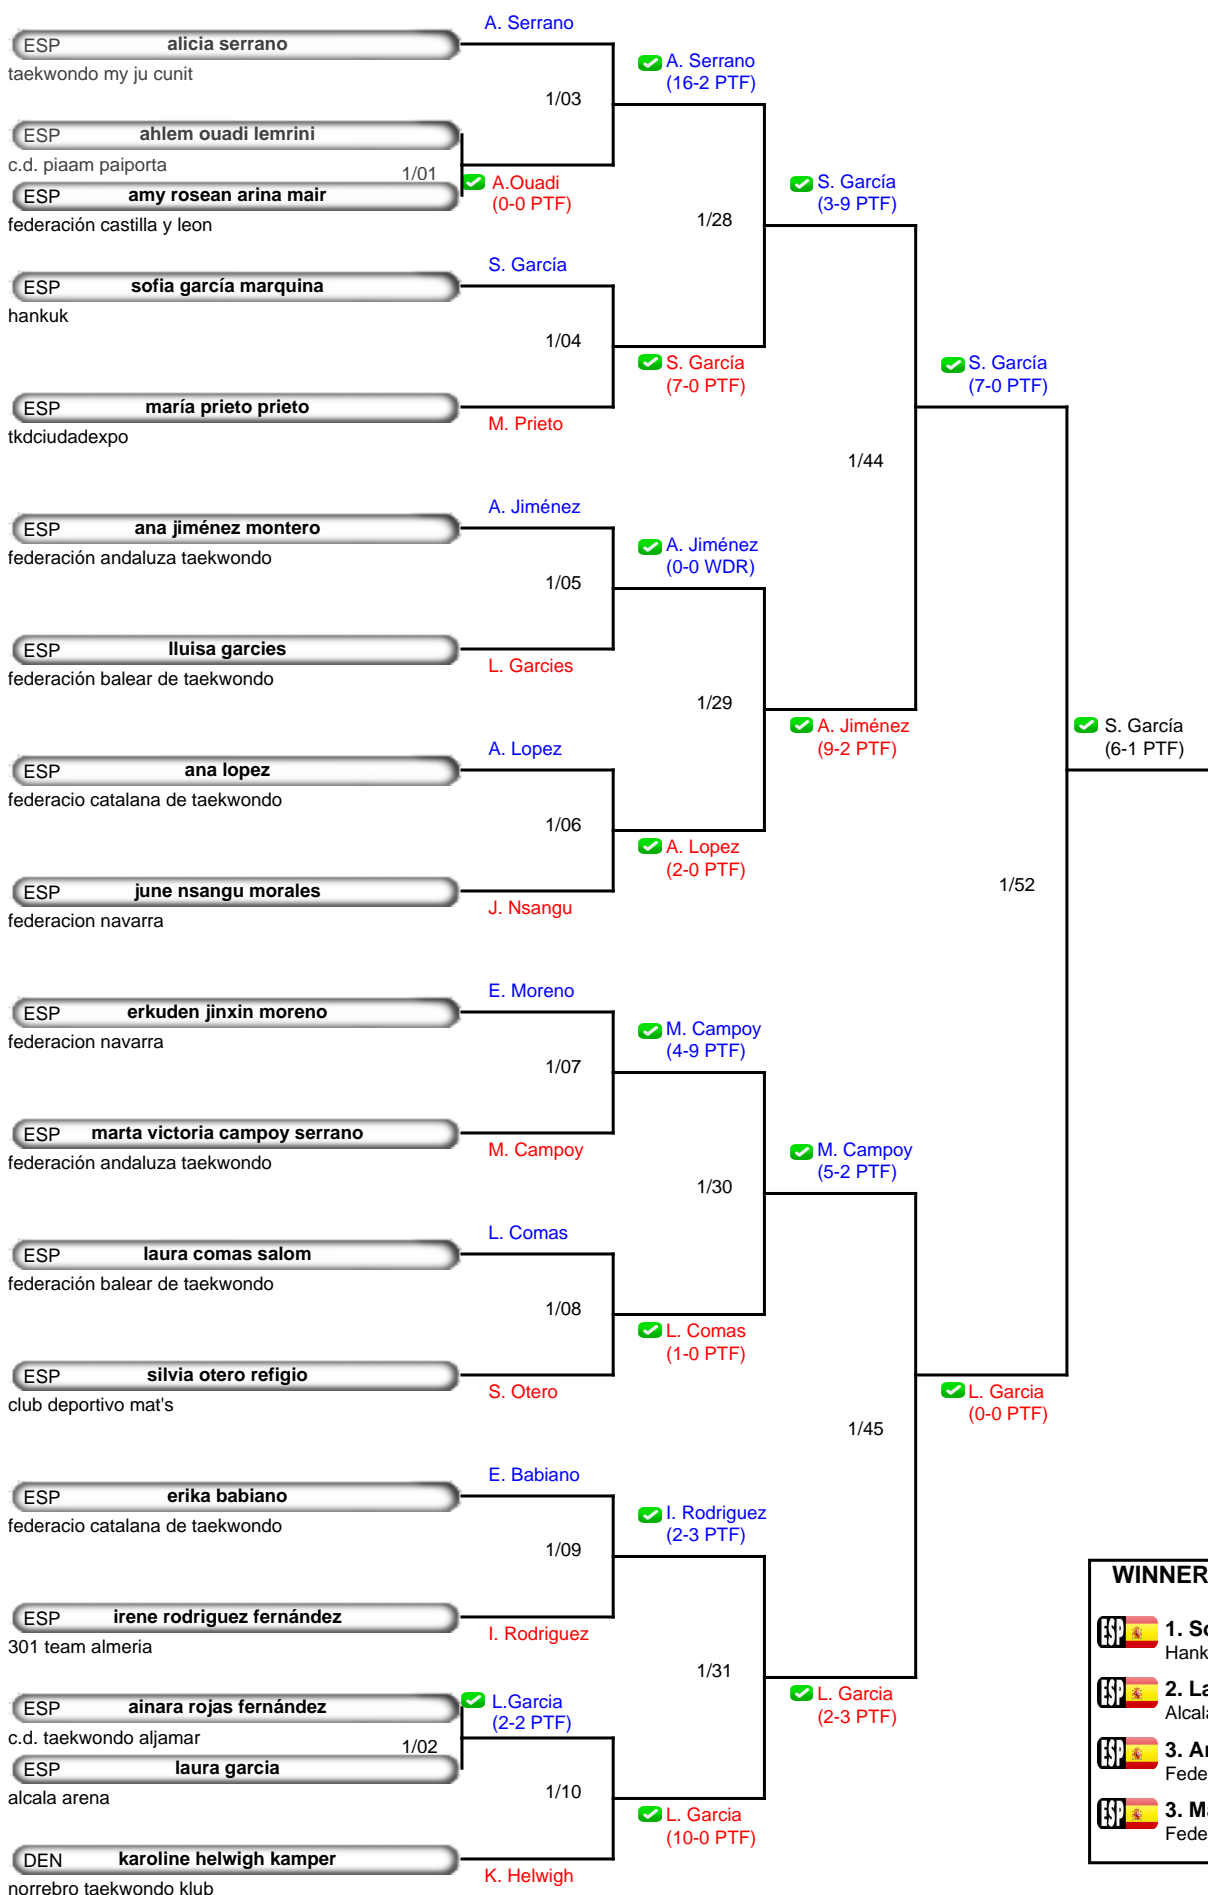 A. Serrano
ESP alicia serrano
taekwondo my ju cunit
A. Serrano
(16-2 PTF)
1/03
ESP ahlem ouadi lemrini
c.d. piaam paiporta
1/01
A.Ouadi
(0-0 PTF)
ESP amy rosean arina mair
federación castilla y leon
S. García
(3-9 PTF)
1/28
S. García
ESP sofia garcía marquina
hankuk
1/04
S. García
(7-0 PTF)
S. García
(7-0 PTF)
ESP maría prieto prieto
tkdciudadexpo
M. Prieto
1/44
A. Jiménez
ESP ana jiménez montero
federación andaluza taekwondo
A. Jiménez
(0-0 WDR)
1/05
ESP lluisa garcies
federación balear de taekwondo
L. Garcies
1/29
A. Jiménez
(9-2 PTF)
S. García
(6-1 PTF)
A. Lopez
ESP ana lopez
federacio catalana de taekwondo
1/06
A. Lopez
(2-0 PTF)
ESP june nsangu morales
federacion navarra
J. Nsangu
1/52
E. Moreno
ESP erkuden jinxin moreno
federacion navarra
M. Campoy
(4-9 PTF)
1/07
ESP marta victoria campoy serrano
federación andaluza taekwondo
M. Campoy
M. Campoy
(5-2 PTF)
1/30
L. Comas
ESP laura comas salom
federación balear de taekwondo
1/08
L. Comas
(1-0 PTF)
ESP silvia otero refigio
club deportivo mat's
S. Otero
L. Garcia
(0-0 PTF)
1/45
E. Babiano
ESP erika babiano
federacio catalana de taekwondo
I. Rodriguez
(2-3 PTF)
1/09
ESP irene rodriguez fernández
301 team almeria
I. Rodriguez
1/31
L. Garcia
(2-3 PTF)
ESP ainara rojas fernández
c.d. taekwondo aljamar
L.Garcia
(2-2 PTF)
1/02
ESP laura garcia
alcala arena
1/10
L. Garcia
(10-0 PTF)
ESP
DEN karoline helwigh kamper
norrebro taekwondo klub
K. Helwigh
WINNER
ESP 1.
ESP 2.
ESP 3.
ESP 3.